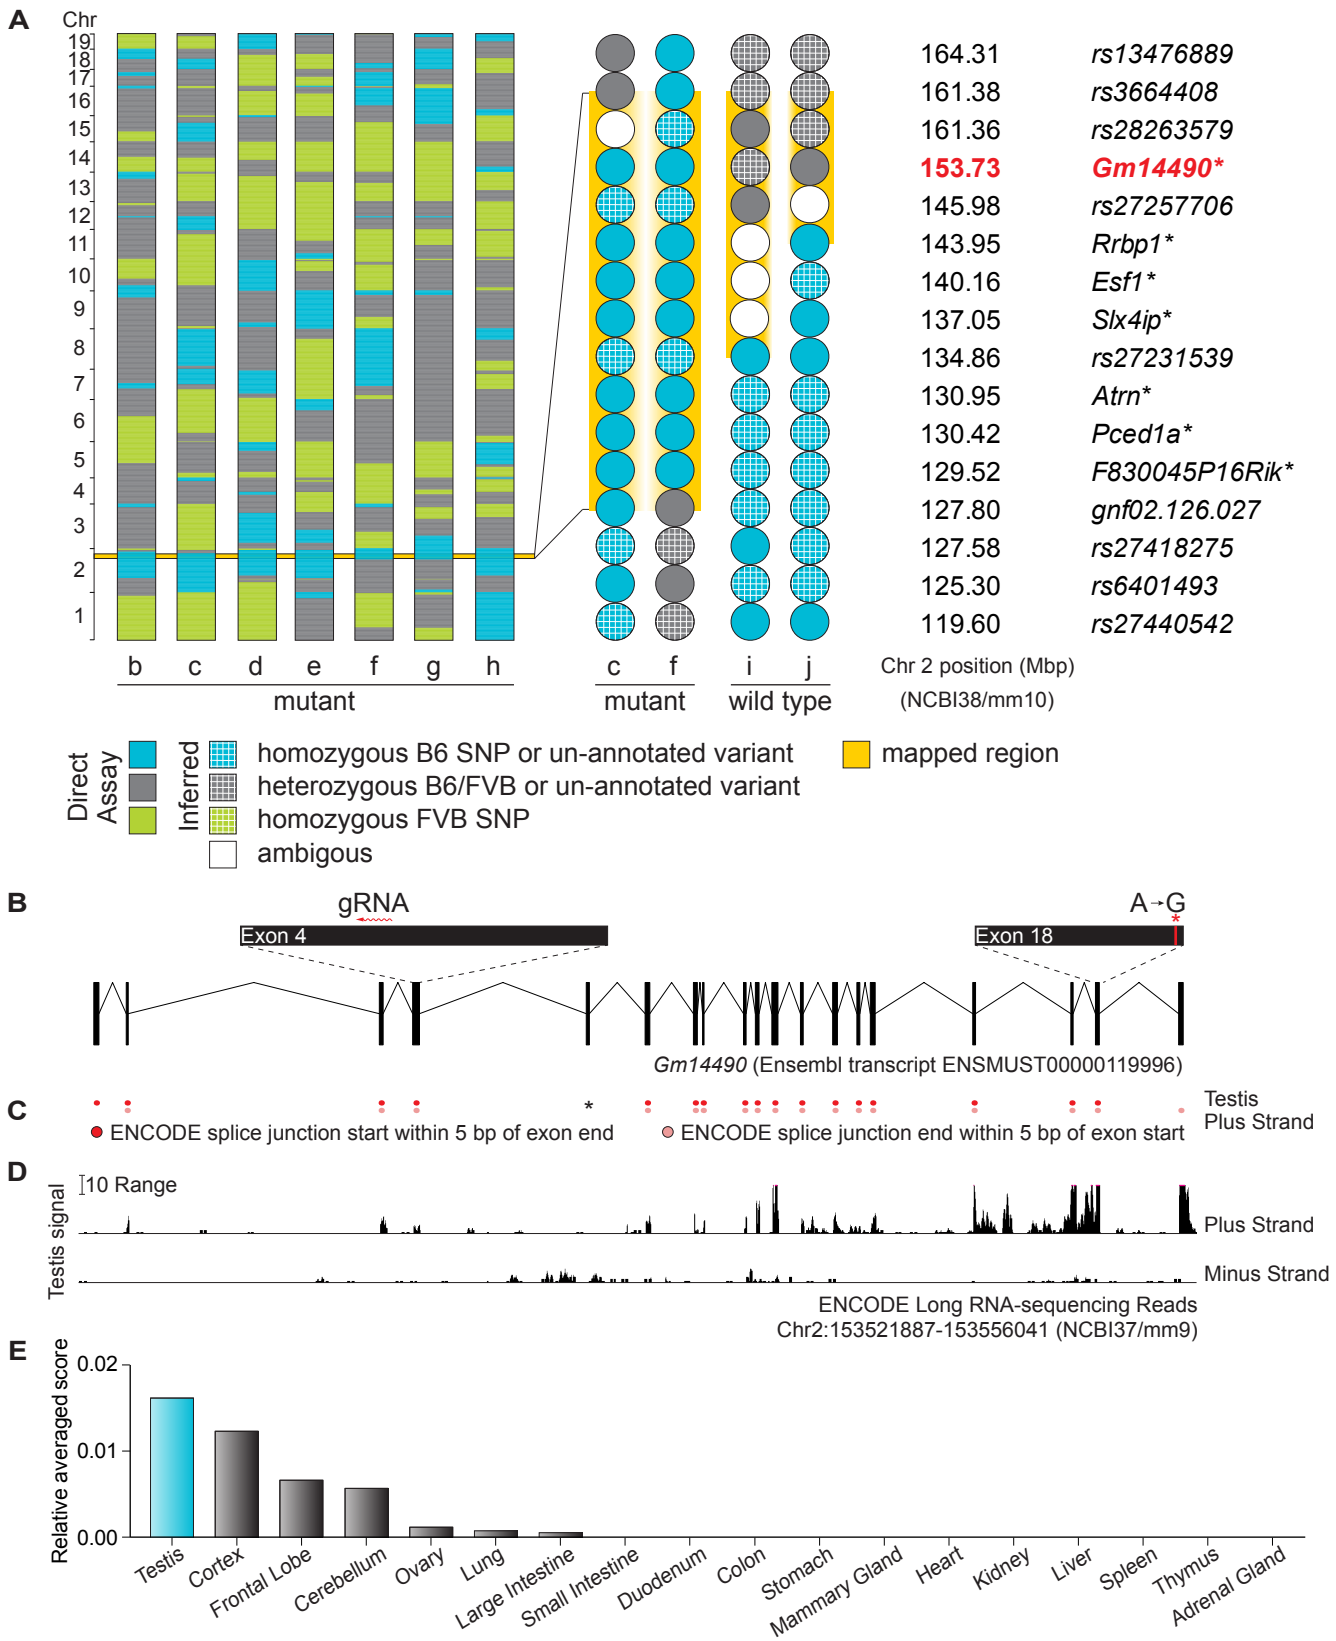 A
Chr
19
18
17
16
15
14
13
12
11
10
9
8
7
6
5
4
3
2
1
b c d e f g h
mutant
c f
mutant
i j
wild type
164.31 rs13476889
161.38 rs3664408
161.36 rs28263579
153.73 Gm14490*
145.98 rs27257706
143.95 Rrbp1*
140.16 Esf1*
137.05 Slx4ip*
134.86 rs27231539
130.95 Atrn*
130.42 Pced1a*
129.52 F830045P16Rik*
127.80 gnf02.126.027
127.58 rs27418275
125.30 rs6401493
119.60 rs27440542
Chr 2 position (Mbp)
(NCBI38/mm10)
Direct
Assay
Inferred
homozygous B6 SNP or un-annotated variant
heterozygous B6/FVB or un-annotated variant
homozygous FVB SNP
ambigous
mapped region
B
gRNA
Exon 4
A→G
*
Exon 18
Gm14490 (Ensembl transcript ENSMUST00000119996)
C
*
Testis
Plus Strand
ENCODE splice junction start within 5 bp of exon end
ENCODE splice junction end within 5 bp of exon start
D
Testis signal
10 Range
Plus Strand
Minus Strand
ENCODE Long RNA-sequencing Reads
Chr2:153521887-153556041 (NCBI37/mm9)
E
Relative averaged score
0.02
0.01
0.00
Testis
Cortex
Frontal Lobe
Cerebellum
Ovary
Lung
Large Intestine
Small Intestine
Duodenum
Colon
Stomach
Mammary Gland
Heart
Kidney
Liver
Spleen
Thymus
Adrenal Gland